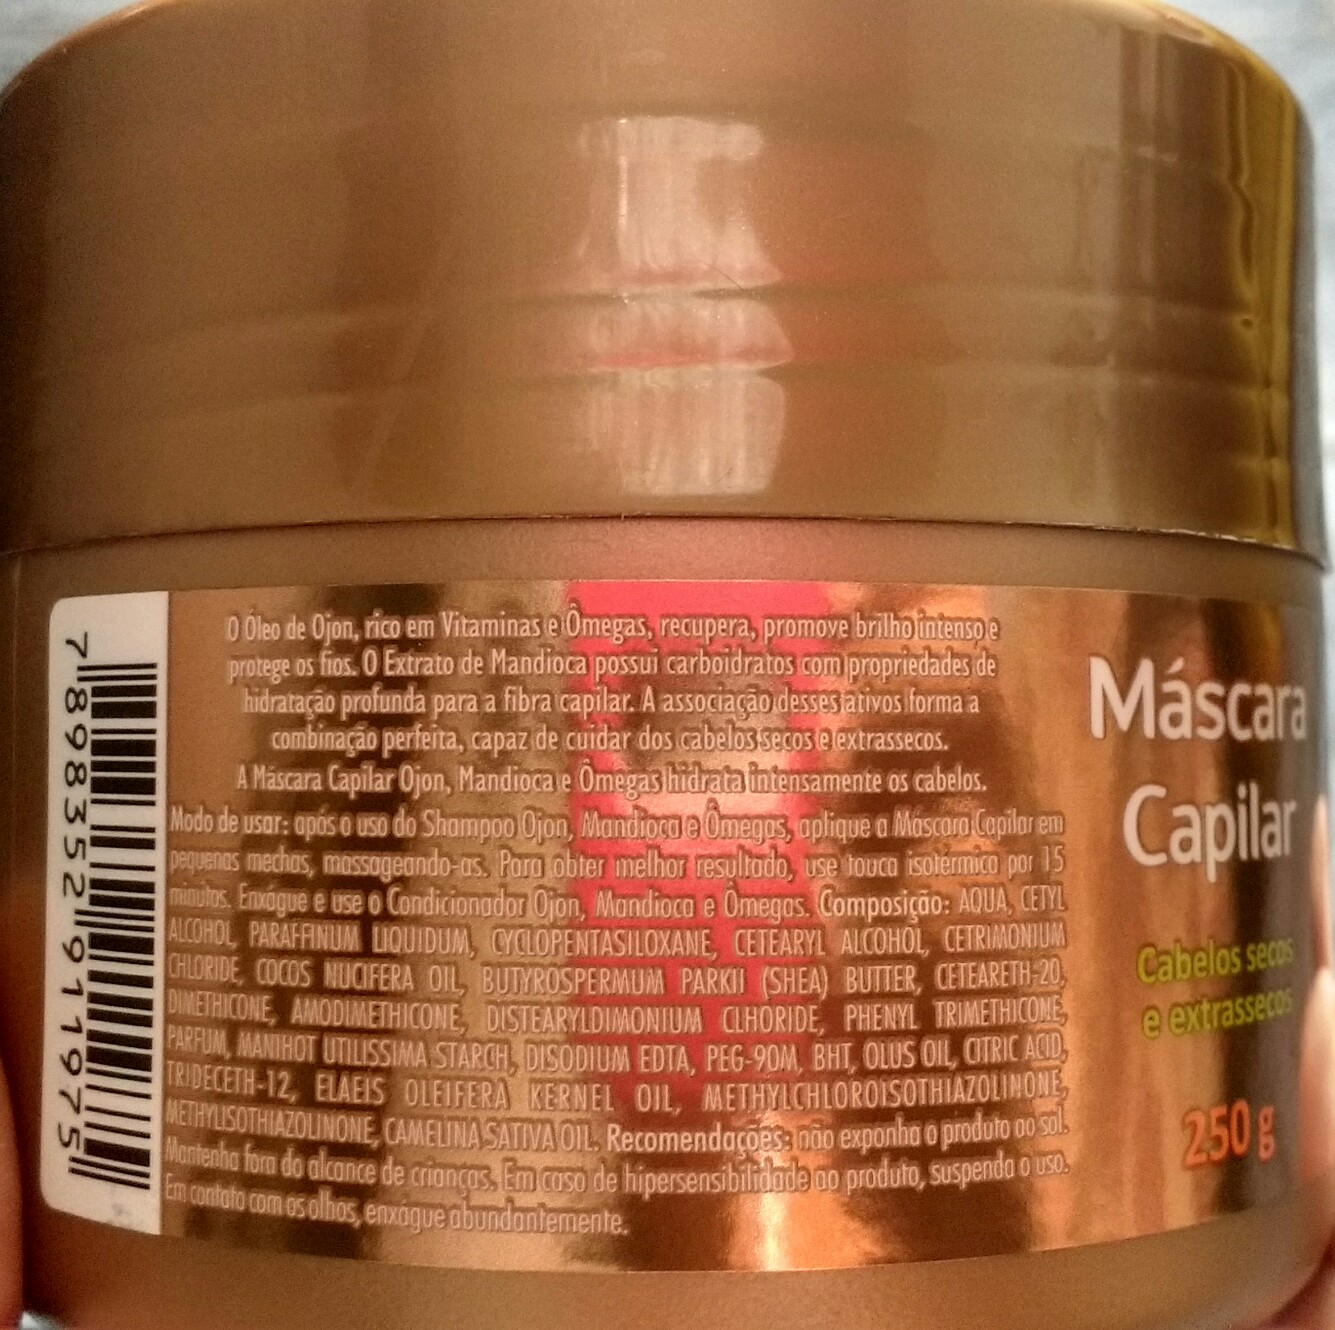 O Óleo de Ojon, rico em Vitaminas e Ômegas, recupera, promove brilho intenso e
protege os fios. O Extrato de Mandioca possui carboidratos com propriedades de
hidratação profunda para a fibra capilar. A associação desses ativos forma a
combinação perfeita, capaz de cuidar dos cabelos secos e extrassecos.
A Máscara Capilar Ojon, Mandioca e Ômegas hidrata intensamente os cabelos.
Modo de usar: após o uso do Shampoo Ojon, Mandioca e Ômegas, aplique a Máscara Capilar em
pequenas mechas, massageando-as. Para obter melhor resultado, use touca isotérmica por 15
minutos. Enxágue e use o Condicionador Ojon, Mandioca e Ômegas. Composição: AQUA, CETYL
ALCOHOL, PARAFFINUM LIQUIDUM, CYCLOPENTASILOXANE, CETEARYL ALCOHOL, CETRIMONIUM
CHLORIDE, COCOS NUCIFERA OIL, BUTYROSPERMUM PARKII (SHEA) BUTTER, CETEARETH-20,
DIMETHICONE, AMODIMETHICONE, DISTEARYLDIMONIUM CLHORIDE, PHENYL TRIMETHICONE,
PARFUM, MANIHOT UTILISSIMA STARCH, DISODIUM EDTA, PEG-90M, BHT, OLUS OIL, CITRIC ACID,
TRIDECETH-12, ELAEIS OLEIFERA KERNEL OIL, METHYLCHLOROISOTHIAZOLINONE,
METHYLISOTHIAZOLINONE, CAMELINA SATIVA OIL. Recomendações: não exponha o produto ao sol.
Mantenha fora do alcance de crianças. Em caso de hipersensibilidade ao produto, suspenda o uso.
Em contato com os olhos, enxágue abundantemente.
7898352911975
Máscara
Capilar
Cabelos secos
e extrassecos
250 g